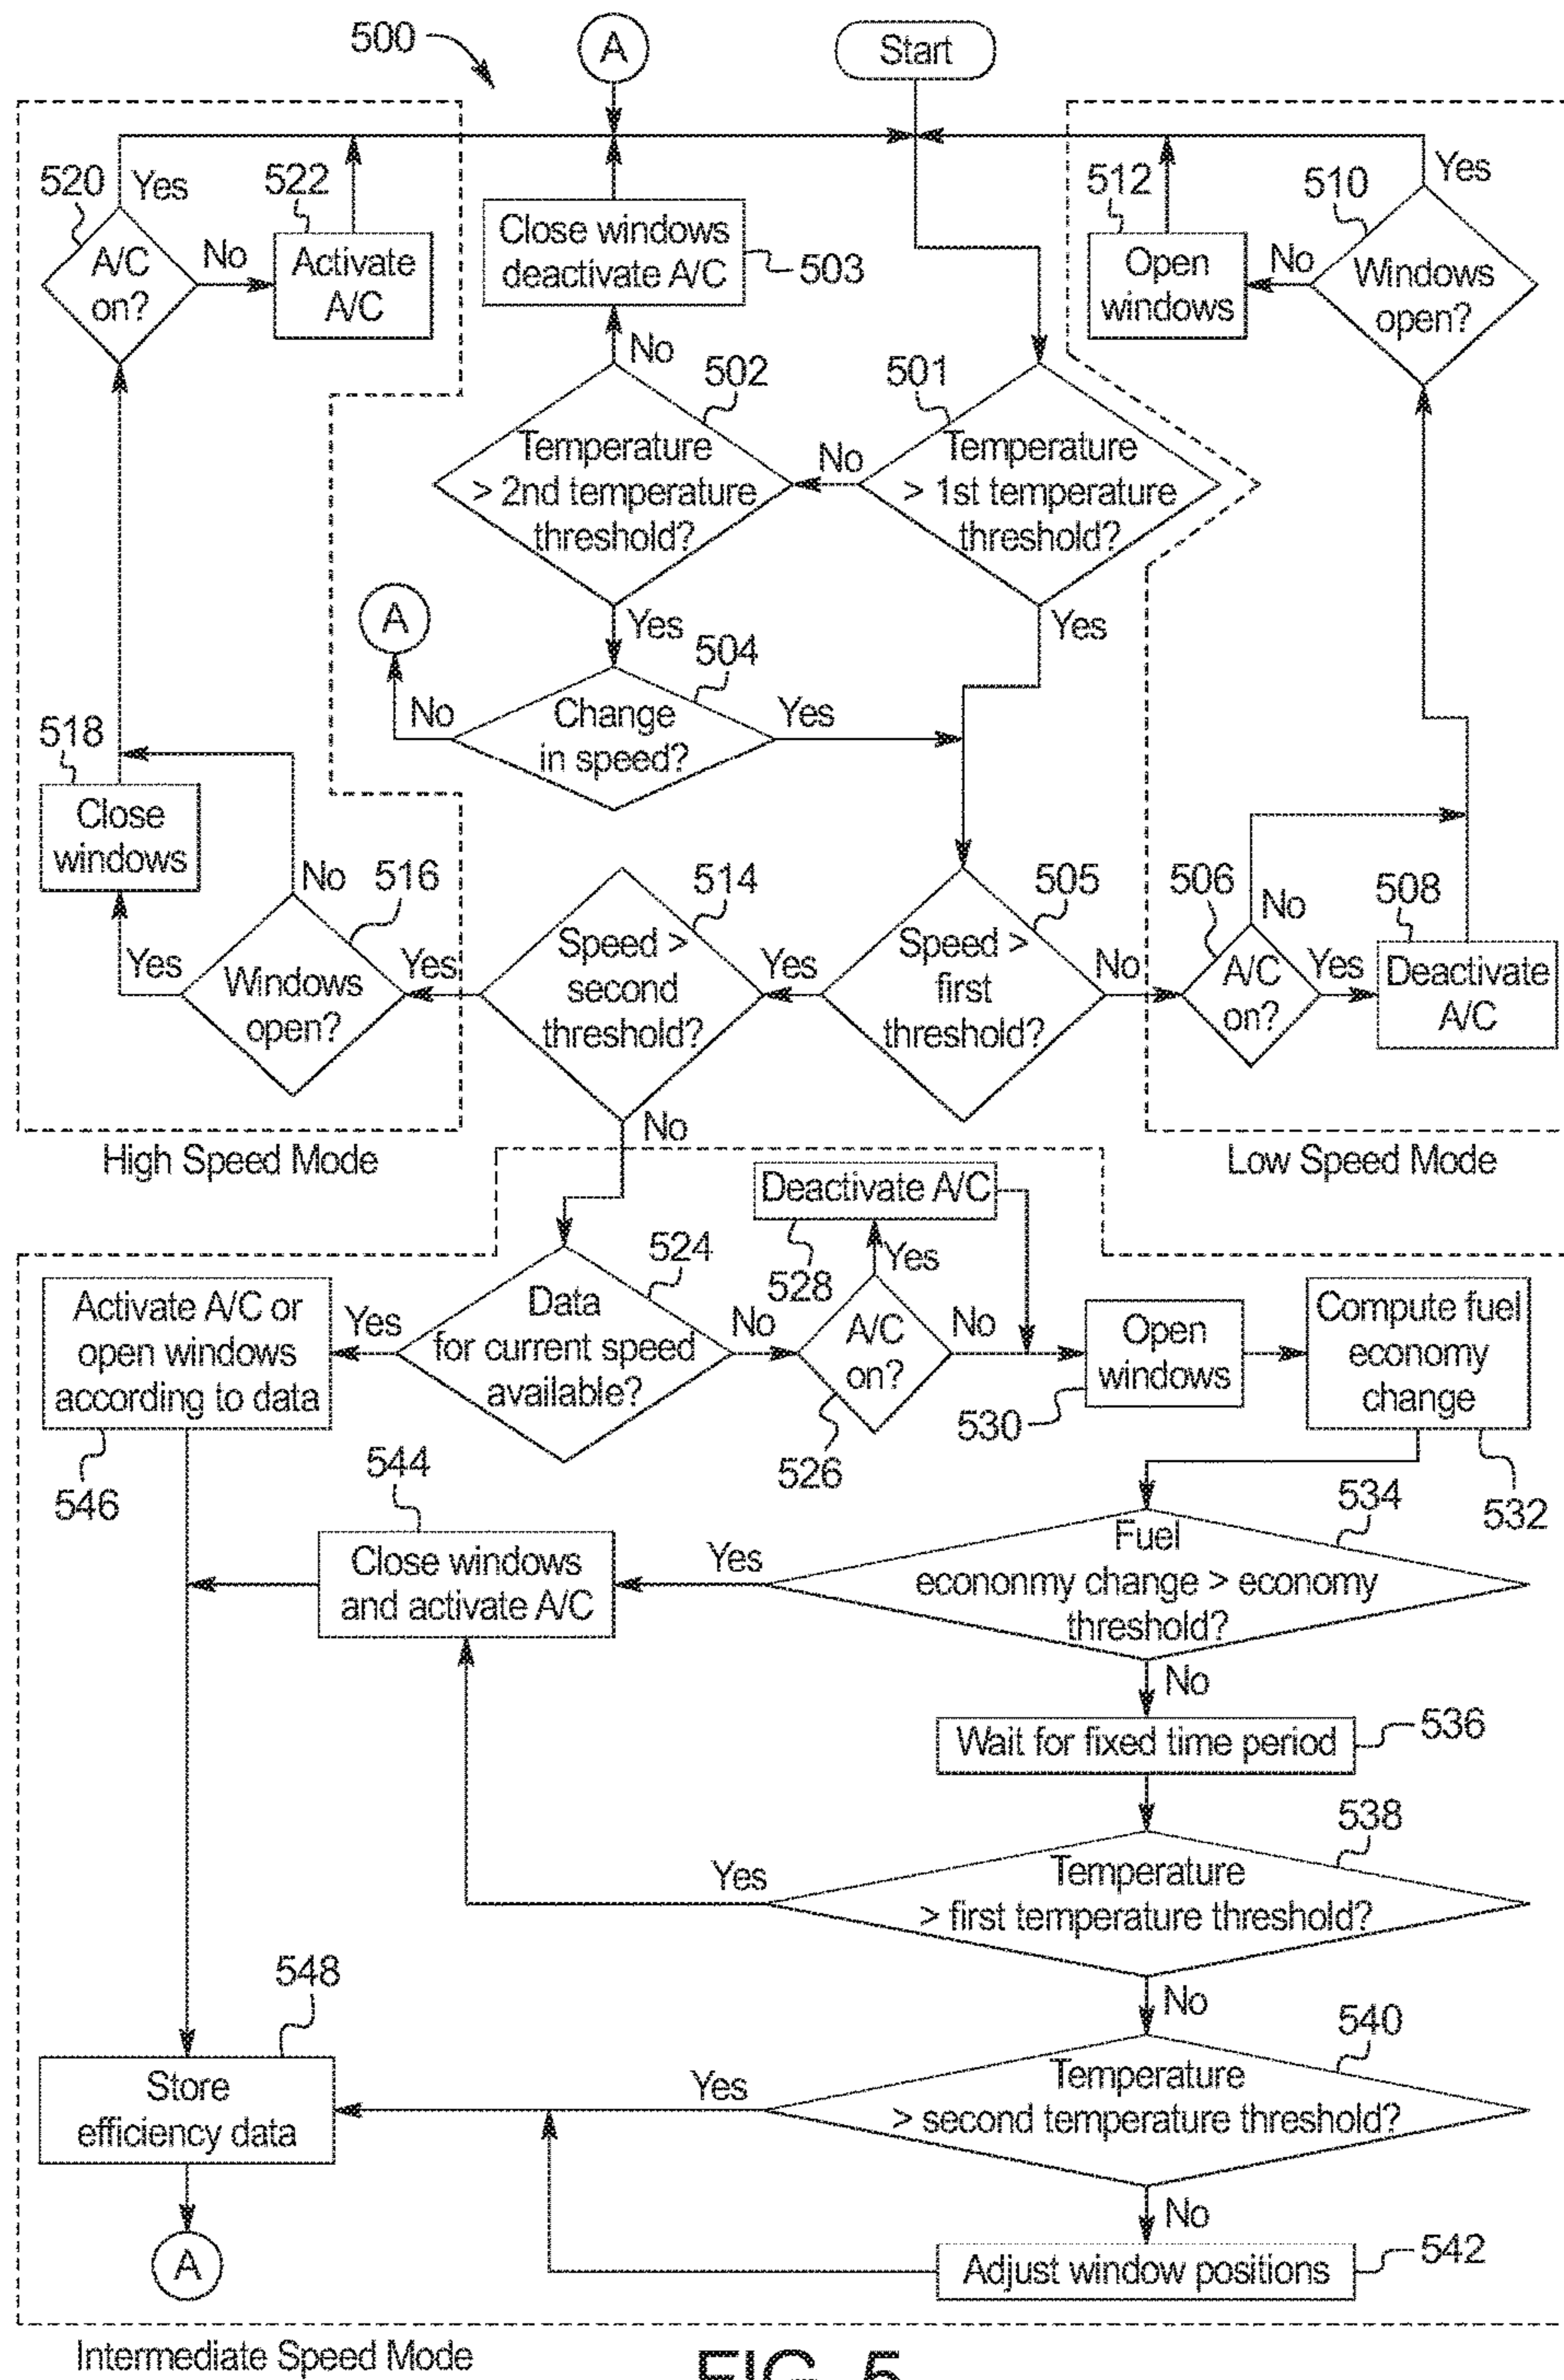 500
A
Start
520
Yes
522
A/C
on?
No
Activate
A/C
Close windows
deactivate A/C
503
No
512
Open
windows
No
510
Yes
Windows
open?
502
Temperature
> 2nd temperature
threshold?
No
501
Temperature
> 1st temperature
threshold?
A
Yes
Yes
504
No
Change
in speed?
Yes
518
Close
windows
No
516
Yes
Windows
open?
Yes
514
Speed >
second
threshold?
Yes
505
Speed >
first
threshold?
No
506
No
A/C
on?
Yes
508
Deactivate
A/C
High Speed Mode
No
Low Speed Mode
Deactivate A/C
528
Yes
524
Data
for current speed
available?
Yes
Activate A/C or
open windows
according to data
546
No
A/C
on?
526
No
Open
windows
530
Compute fuel
economy
change
532
544
Close windows
and activate A/C
Yes
534
Fuel
econonmy change > economy
threshold?
No
Wait for fixed time period
536
538
Yes
Temperature
> first temperature threshold?
No
548
Store
efficiency data
Yes
540
Temperature
> second temperature threshold?
No
A
Adjust window positions
542
Intermediate Speed Mode
FIG. 5